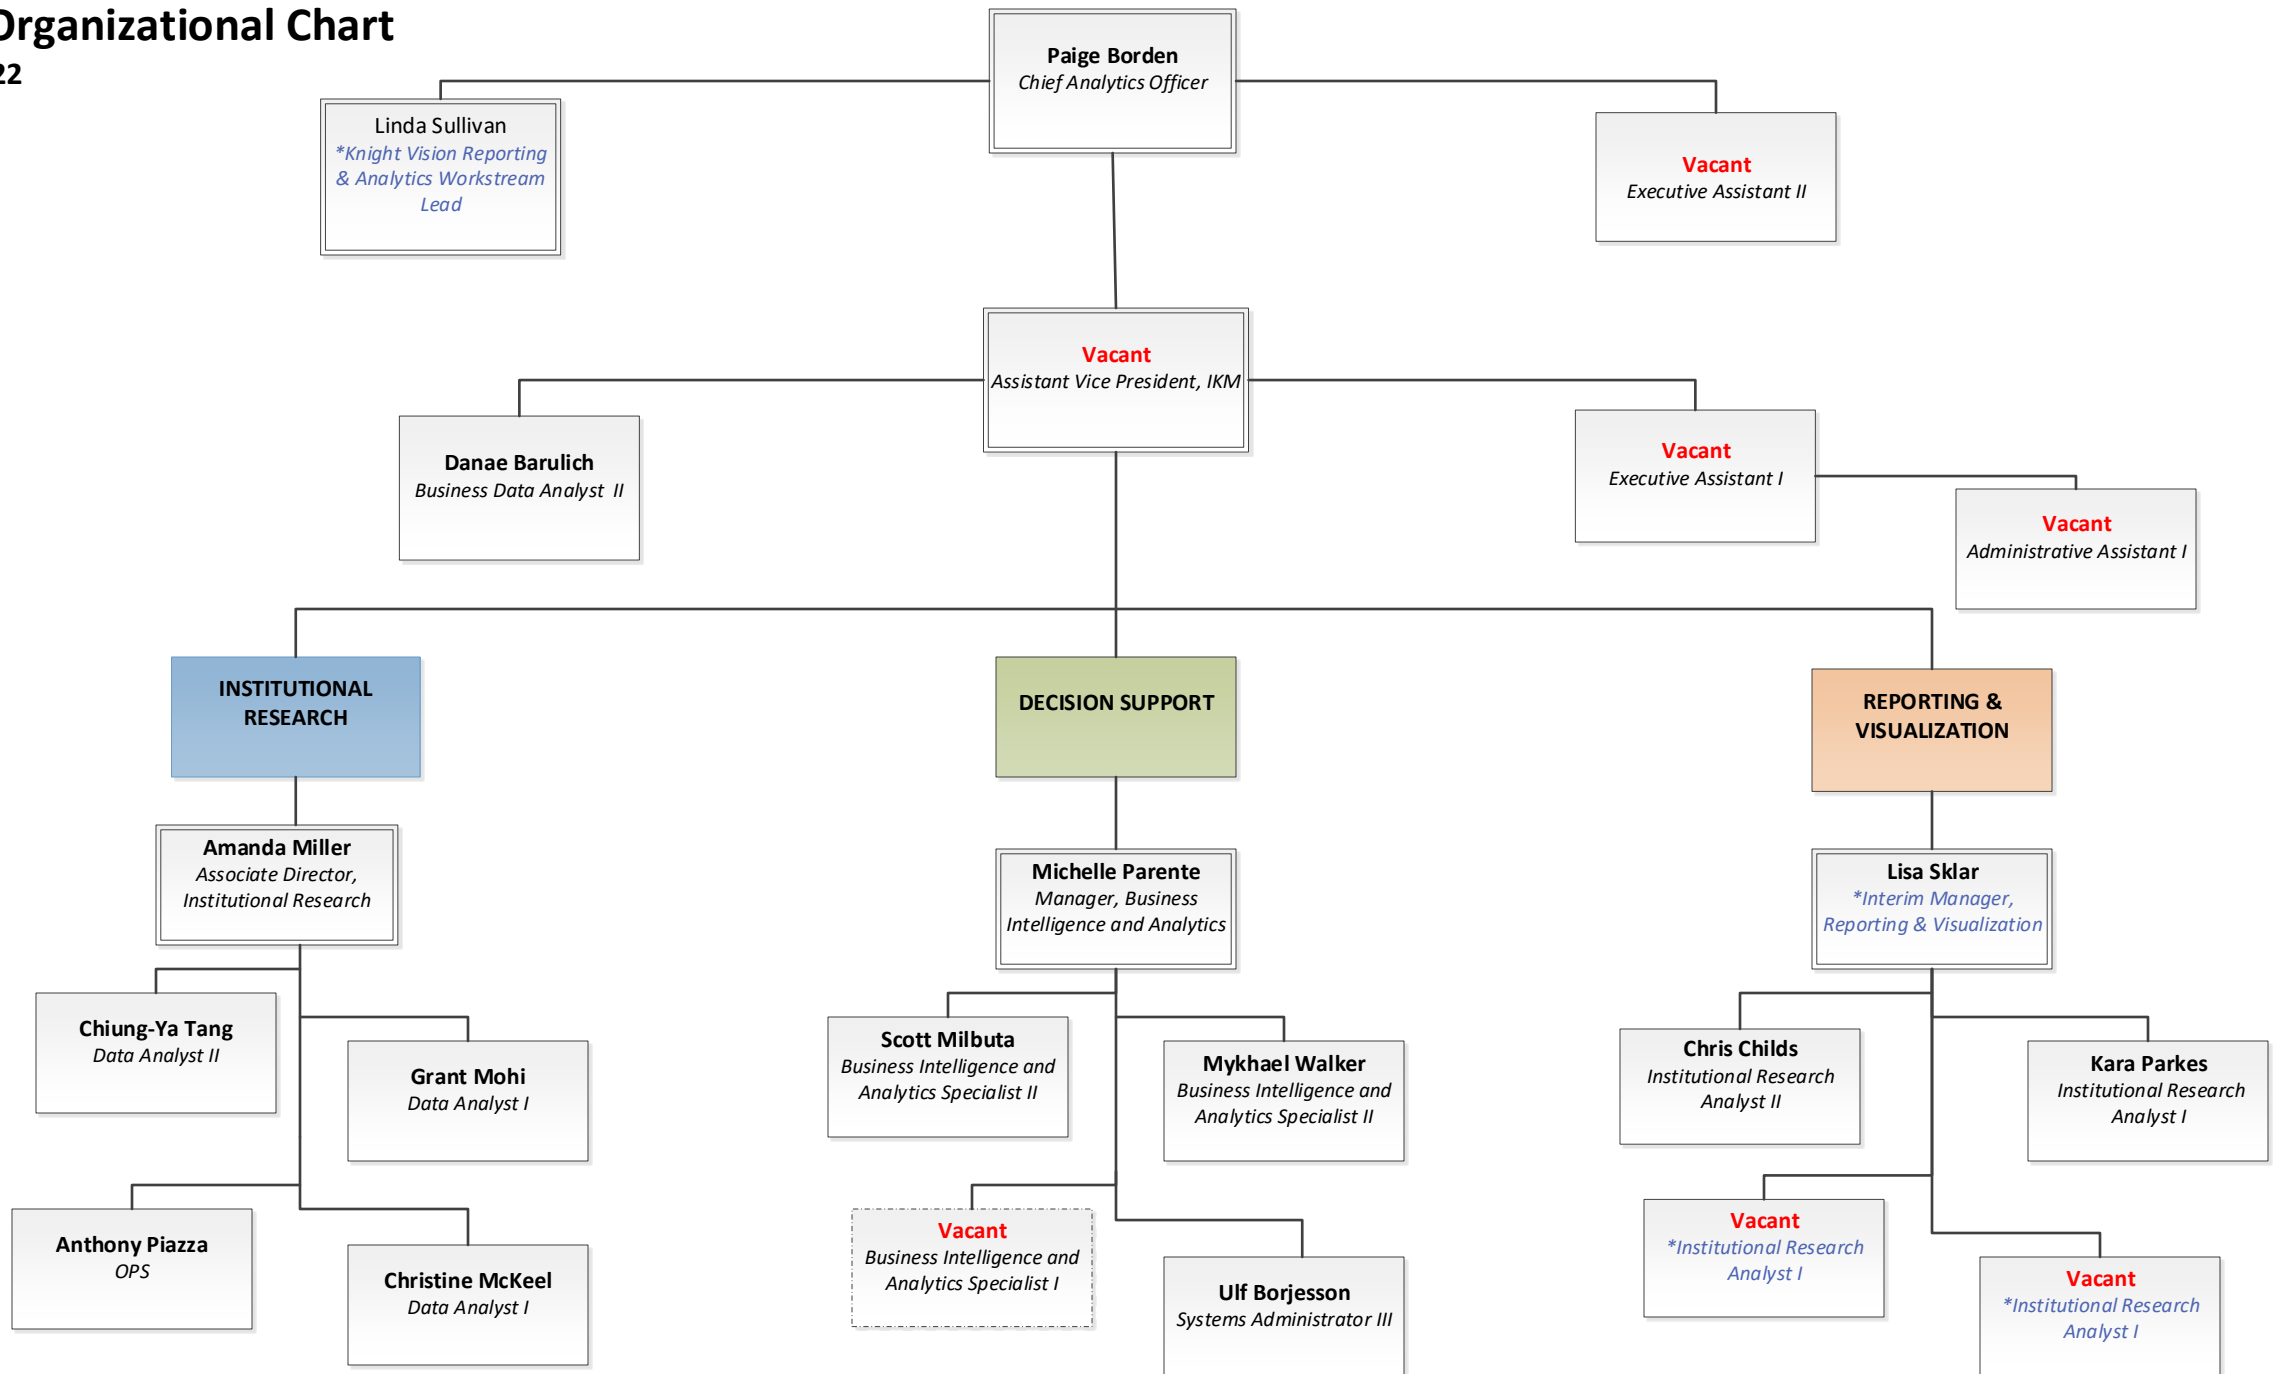 Organizational Chart
22
Paige Borden
Chief Analytics Officer
Linda Sullivan
*Knight Vision Reporting
& Analytics Workstream
Lead
Vacant
Executive Assistant II
Vacant
Assistant Vice President, IKM
Danae Barulich
Business Data Analyst II
Vacant
Executive Assistant I
Vacant
Administrative Assistant I
INSTITUTIONAL
RESEARCH
DECISION SUPPORT
REPORTING &
VISUALIZATION
Amanda Miller
Associate Director,
Institutional Research
Michelle Parente
Manager, Business
Intelligence and Analytics
Lisa Sklar
*Interim Manager,
Reporting & Visualization
Chiung-Ya Tang
Data Analyst II
Grant Mohi
Data Analyst I
Anthony Piazza
OPS
Christine McKeel
Data Analyst I
Scott Milbuta
Business Intelligence and
Analytics Specialist II
Mykhael Walker
Business Intelligence and
Analytics Specialist II
Vacant
Business Intelligence and
Analytics Specialist I
Ulf Borjesson
Systems Administrator III
Chris Childs
Institutional Research
Analyst II
Kara Parkes
Institutional Research
Analyst I
Vacant
*Institutional Research
Analyst I
Vacant
*Institutional Research
Analyst I